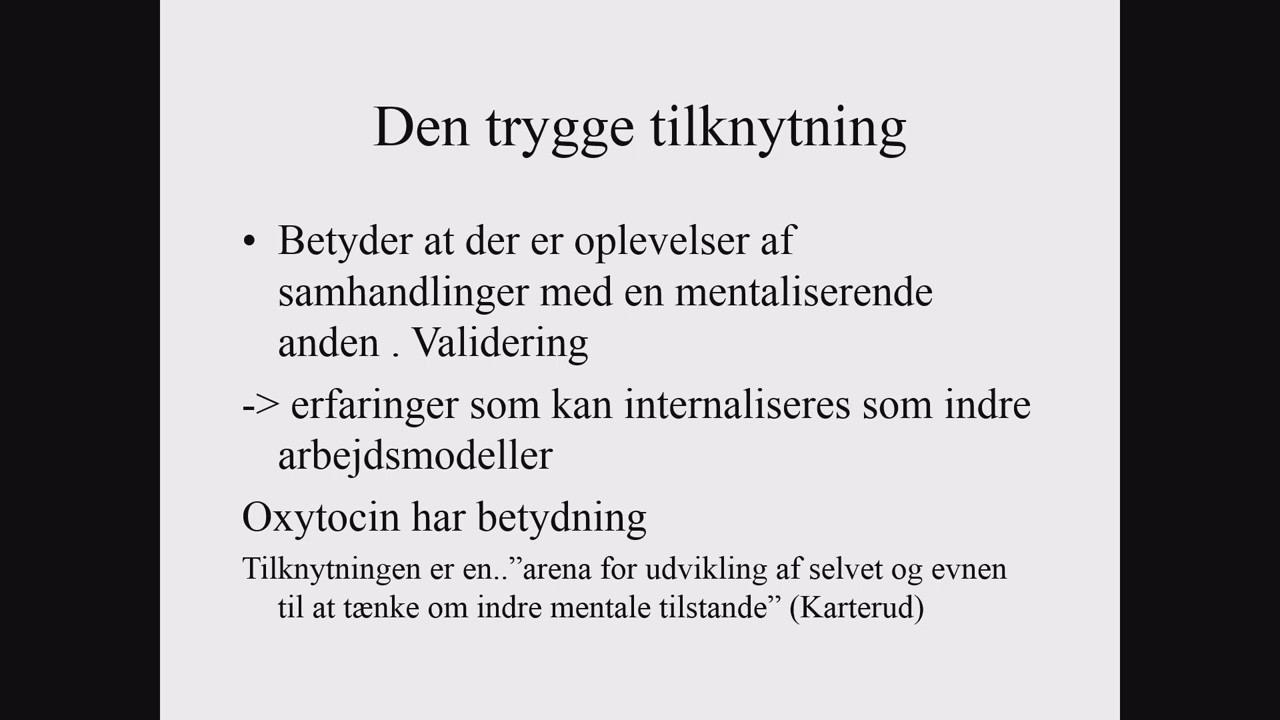 Den trygge tilknytning
• Betyder at der er oplevelser af
samhandlinger med en mentaliserende
anden . Validering
-> erfaringer som kan internaliseres som indre
arbejdsmodeller
Oxytocin har betydning
Tilknytningen er en..”arena for udvikling af selvet og evnen
til at tænke om indre mentale tilstande” (Karterud)